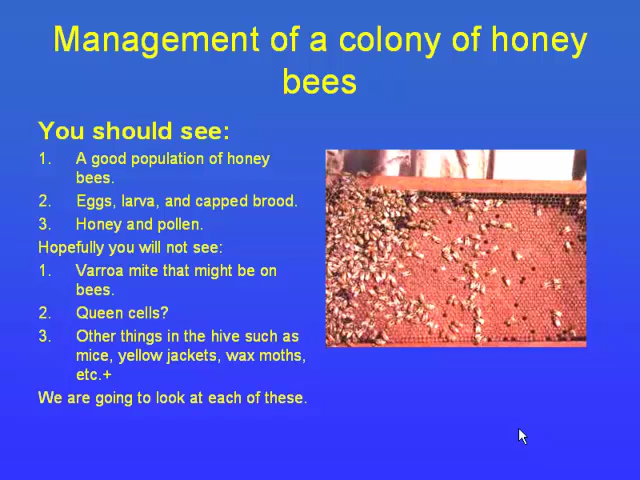 Management of a colony of honey
bees
You should see:
1. A good population of honey
bees.
2. Eggs, larva, and capped brood.
3. Honey and pollen.
Hopefully you will not see:
1. Varroa mite that might be on
bees.
2. Queen cells?
3. Other things in the hive such as
mice, yellow jackets, wax moths,
etc.+
We are going to look at each of these.